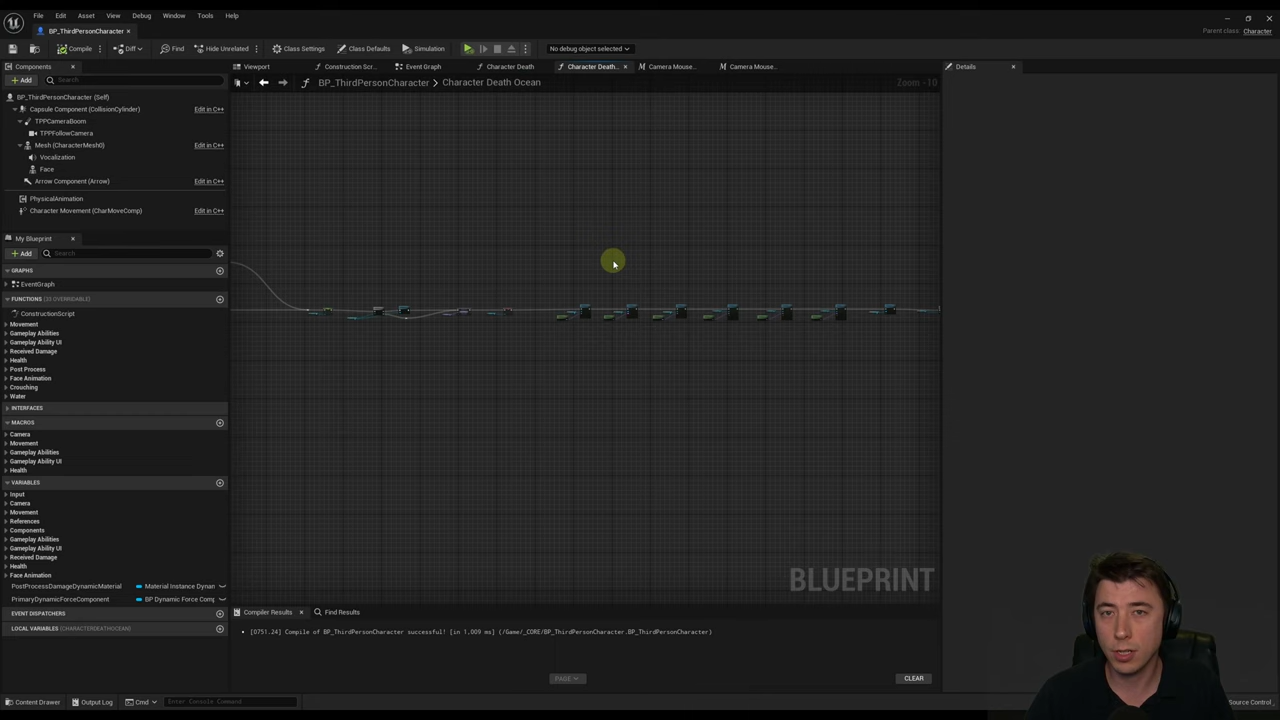 File Edit Asset View Debug Window Tools Help
BP_ThirdPersonCharacter
Parent class: Character
Compile Diff Find Hide Unrelated Class Settings Class Defaults Simulation No debug object selected
Components
Viewport Construction Scr... Event Graph Character Death Character Death... Camera Mouse... Camera Mouse... Details
Add Search
BP_ThirdPersonCharacter > Character Death Ocean
Zoom -10
BP_ThirdPersonCharacter (Self)
Capsule Component (CollisionCylinder) Edit in C++
TPPCameraBoom
TPPFollowCamera
Mesh (CharacterMesh0) Edit in C++
Vocalization
Face
Arrow Component (Arrow) Edit in C++
PhysicalAnimation
Character Movement (CharMoveComp) Edit in C++
My Blueprint
Add Search
GRAPHS
EventGraph
FUNCTIONS (33 OVERRIDABLE)
ConstructionScript
Movement
Gameplay Abilities
Gameplay Ability UI
Received Damage
Health
Post Process
Face Animation
Crouching
Water
INTERFACES
MACROS
Camera
Movement
Gameplay Abilities
Gameplay Ability UI
Health
VARIABLES
Input
Camera
Movement
References
Components
Gameplay Abilities
Gameplay Ability UI
Received Damage
Health
Face Animation
PostProcessDamageDynamicMaterial Material Instance Dynan
PrimaryDynamicForceComponent BP Dynamic Force Comp
EVENT DISPATCHERS
LOCAL VARIABLES (CHARACTERDEATHOCEAN)
BLUEPRINT
Compiler Results Find Results
[0751.24] Compile of BP_ThirdPersonCharacter successful! [in 1,009 ms] (/Game/_CORE/BP_ThirdPersonCharacter.BP_ThirdPersonCharacter)
PAGE CLEAR
Content Drawer Output Log Cmd Enter Console Command Source Control